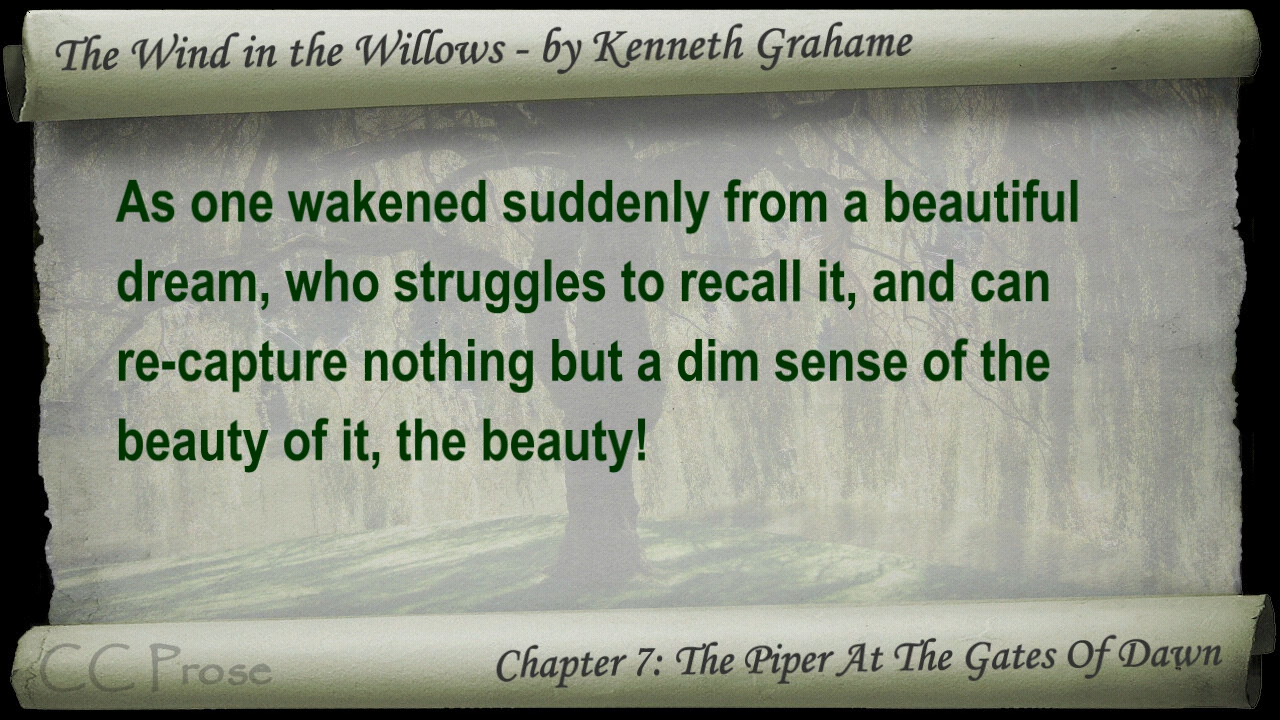 The Wind in the Willows - by Kenneth Grahame
As one wakened suddenly from a beautiful
dream, who struggles to recall it, and can
re-capture nothing but a dim sense of the
beauty of it, the beauty!
CC Prose
Chapter 7: The Piper At The Gates Of Dawn